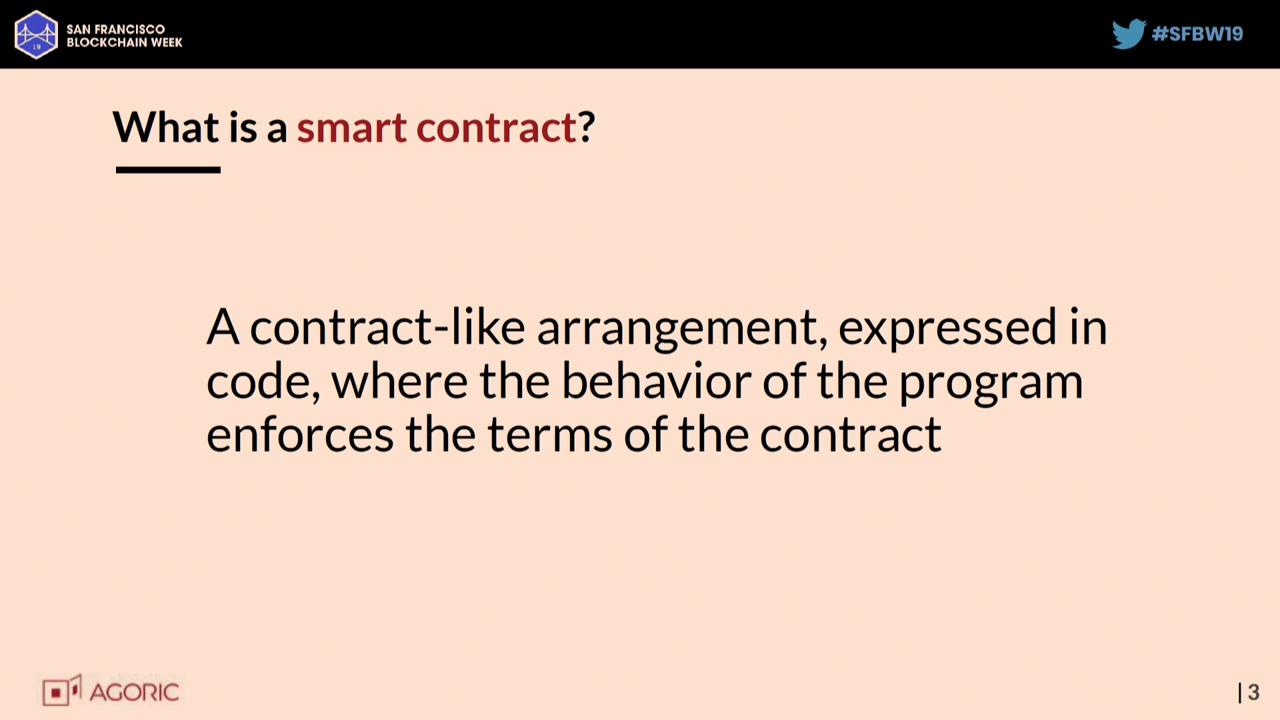 SAN FRANCISCO
BLOCKCHAIN WEEK
19
#SFBW19
What is a smart contract?
A contract-like arrangement, expressed in
code, where the behavior of the program
enforces the terms of the contract
AGORIC
| 3